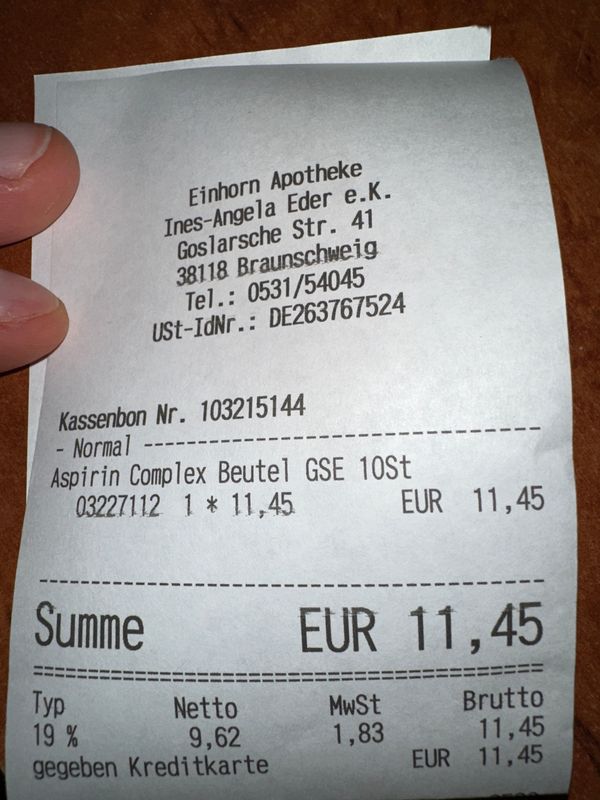 Einhorn Apotheke
Ines-Angela Eder e.K.
Goslarsche Str. 41
38118 Braunschweig
Tel.: 0531/54045
USt-IdNr.: DE263767524
Kassenbon Nr. 103215144
- Normal ------------------------------------------
Aspirin Complex Beutel GSE 10St
03227112 1 * 11,45 EUR 11,45
Summe EUR 11,45
Typ Netto MwSt Brutto
19 % 9,62 1,83 11,45
gegeben Kreditkarte EUR 11,45